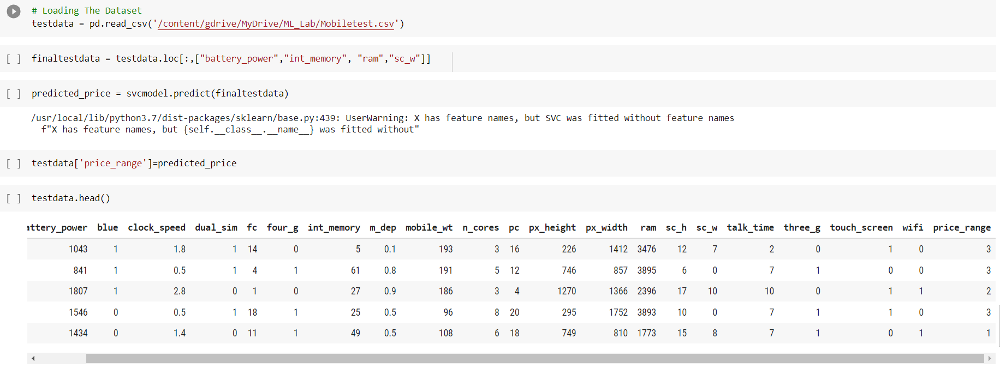 # Loading The Dataset
testdata = pd.read_csv('/content/gdrive/MyDrive/ML_Lab/Mobiletest.csv')
[ ] finaltestdata = testdata.loc[:,["battery_power","int_memory", "ram","sc_w"]]
[ ] predicted_price = svcmodel.predict(finaltestdata)
/usr/local/lib/python3.7/dist-packages/sklearn/base.py:439: UserWarning: X has feature names, but SVC was fitted without feature names
f"X has feature names, but {self.__class__.__name__} was fitted without"
[ ] testdata['price_range']=predicted_price
[ ] testdata.head()
attery_power blue clock_speed dual_sim fc four_g int_memory m_dep mobile_wt n_cores pc px_height px_width ram sc_h sc_w talk_time three_g touch_screen wifi price_range
1043 1 1.8 1 14 0 5 0.1 193 3 16 226 1412 3476 12 7 2 0 1 0 3
841 1 0.5 1 4 1 61 0.8 191 5 12 746 857 3895 6 0 7 1 0 0 3
1807 1 2.8 0 1 0 27 0.9 186 3 4 1270 1366 2396 17 10 10 0 1 1 2
1546 0 0.5 1 18 1 25 0.5 96 8 20 295 1752 3893 10 0 7 1 1 0 3
1434 0 1.4 0 11 1 49 0.5 108 6 18 749 810 1773 15 8 7 1 0 1 1